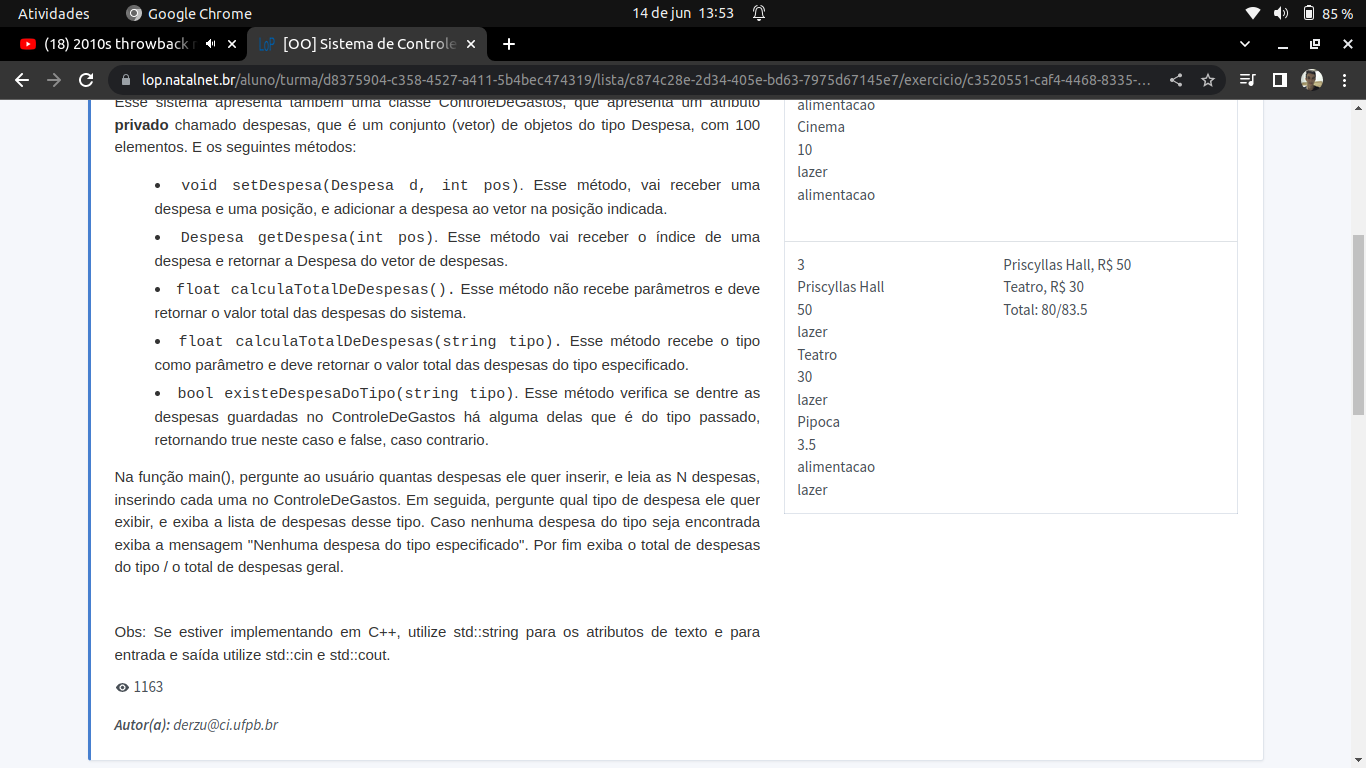 Atividades
Google Chrome
14 de jun 13:53
85 %
(18) 2010s throwback
[OO] Sistema de Controle
lop.natalnet.br/aluno/turma/d8375904-c358-4527-a411-5b4bec474319/lista/c874c28e-2d34-405e-bd63-7975d67145e7/exercicio/c3520551-caf4-4468-8335-...
Esse sistema apresenta também uma classe ControleDeGastos, que apresenta um atributo
privado chamado despesas, que é um conjunto (vetor) de objetos do tipo Despesa, com 100
elementos. E os seguintes métodos:
• void setDespesa(Despesa d, int pos). Esse método, vai receber uma
despesa e uma posição, e adicionar a despesa ao vetor na posição indicada.
• Despesa getDespesa(int pos). Esse método vai receber o índice de uma
despesa e retornar a Despesa do vetor de despesas.
• float calculaTotalDeDespesas(). Esse método não recebe parâmetros e deve
retornar o valor total das despesas do sistema.
• float calculaTotalDeDespesas(string tipo). Esse método recebe o tipo
como parâmetro e deve retornar o valor total das despesas do tipo especificado.
• bool existeDespesaDoTipo(string tipo). Esse método verifica se dentre as
despesas guardadas no ControleDeGastos há alguma delas que é do tipo passado,
retornando true neste caso e false, caso contrario.
Na função main(), pergunte ao usuário quantas despesas ele quer inserir, e leia as N despesas,
inserindo cada uma no ControleDeGastos. Em seguida, pergunte qual tipo de despesa ele quer
exibir, e exiba a lista de despesas desse tipo. Caso nenhuma despesa do tipo seja encontrada
exiba a mensagem "Nenhuma despesa do tipo especificado". Por fim exiba o total de despesas
do tipo / o total de despesas geral.
Obs: Se estiver implementando em C++, utilize std::string para os atributos de texto e para
entrada e saída utilize std::cin e std::cout.
1163
Autor(a): derzu@ci.ufpb.br
alimentacao
Cinema
10
lazer
alimentacao
3
Priscyllas Hall
50
lazer
Teatro
30
lazer
Pipoca
3.5
alimentacao
lazer
Priscyllas Hall, R$ 50
Teatro, R$ 30
Total: 80/83.5